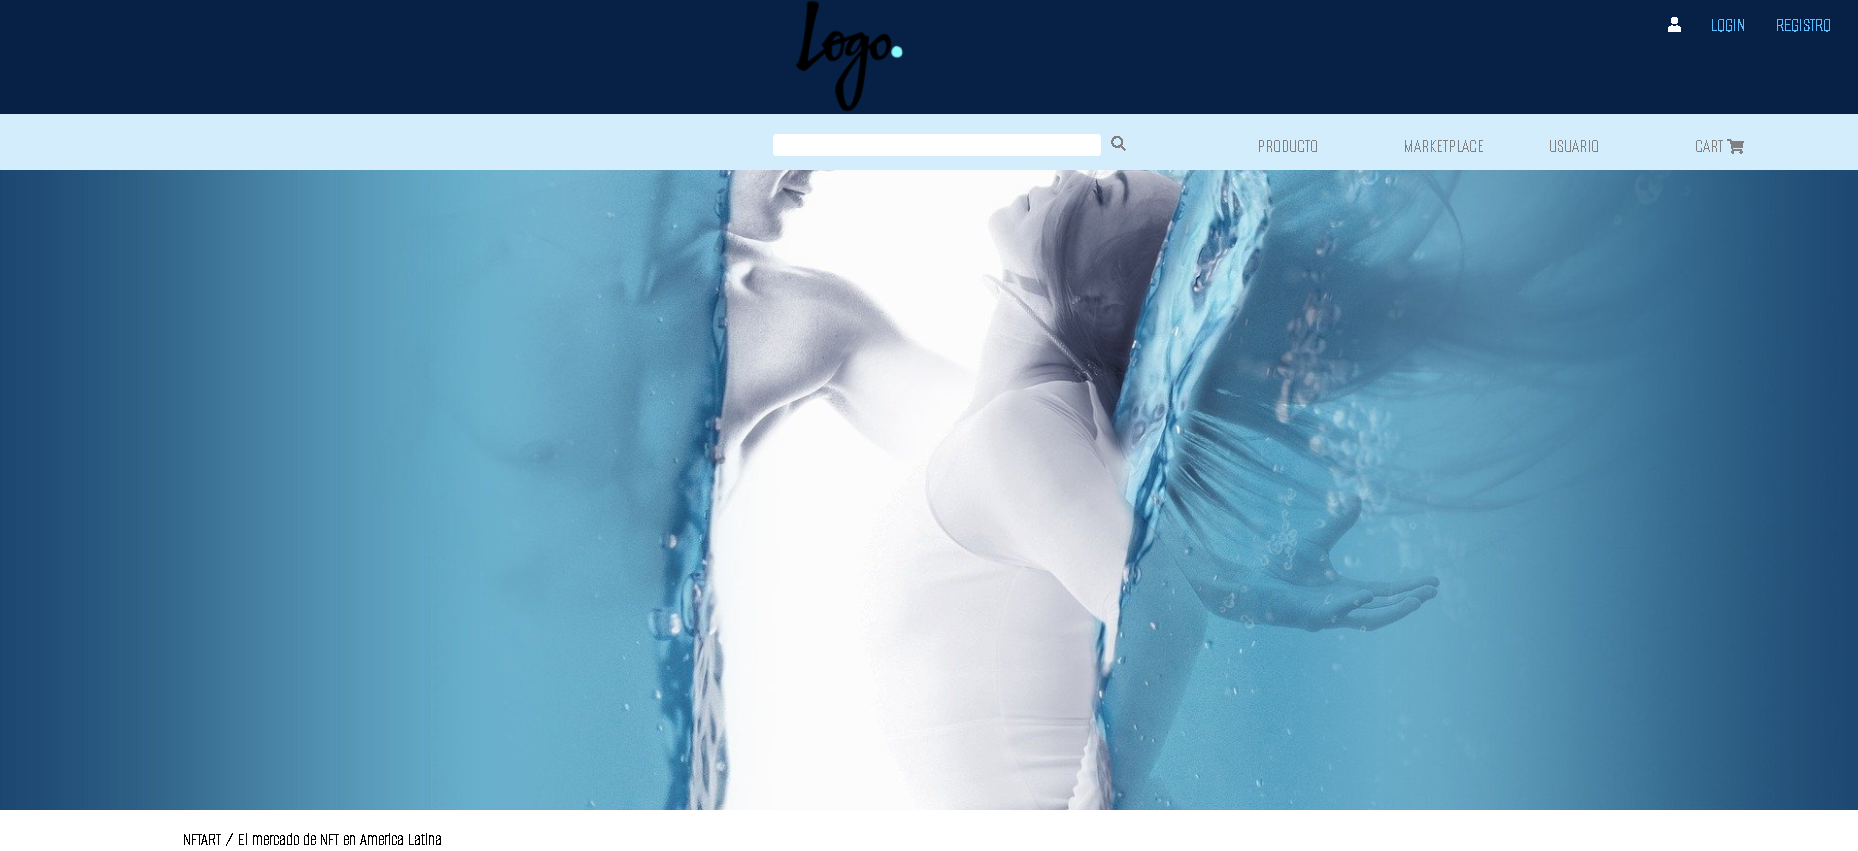 Logo.
LOGIN REGISTRO
PRODUCTO MARKETPLACE USUARIO CART
NFTART / El mercado de NFT en America Latina